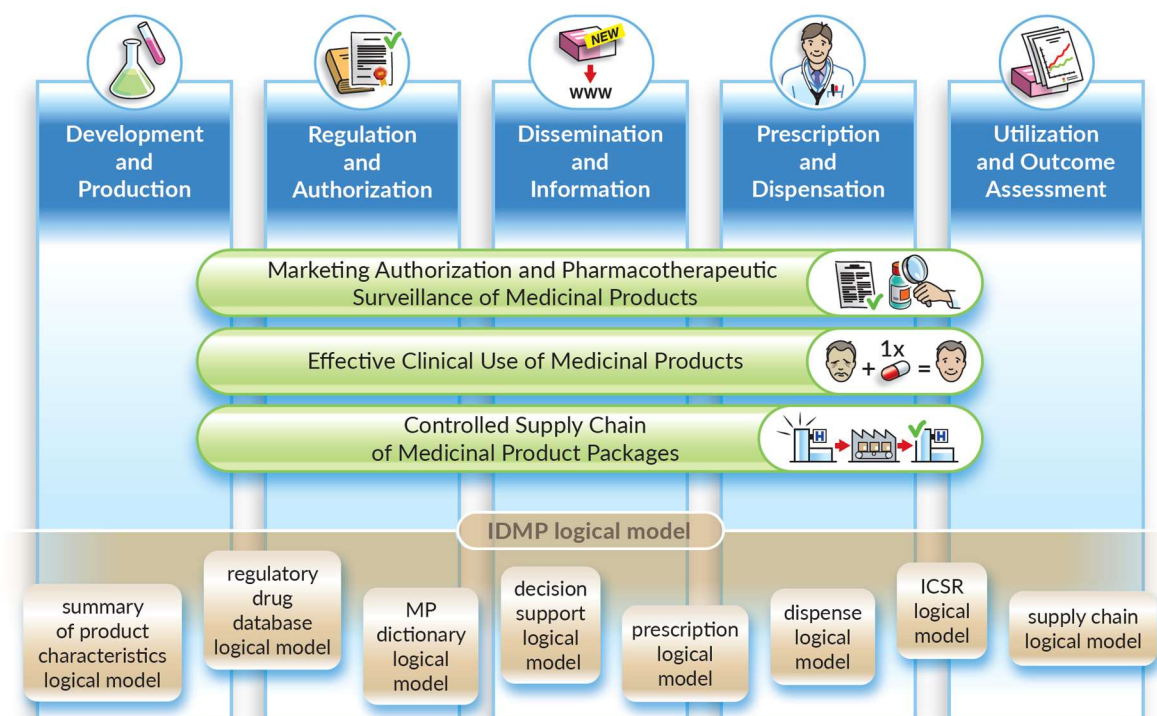 NEW
www
Development
and
Production
Regulation
and
Authorization
Dissemination
and
Information
Prescription
and
Dispensation
Utilization
and Outcome
Assessment
Marketing Authorization and Pharmacotherapeutic
Surveillance of Medicinal Products
Effective Clinical Use of Medicinal Products
1x
+
=
Controlled Supply Chain
of Medicinal Product Packages
H
H
IDMP logical model
summary
of product
characteristics
logical model
regulatory
drug
database
logical model
MP
dictionary
logical
model
decision
support
logical
model
prescription
logical
model
dispense
logical
model
ICSR
logical
model
supply chain
logical model